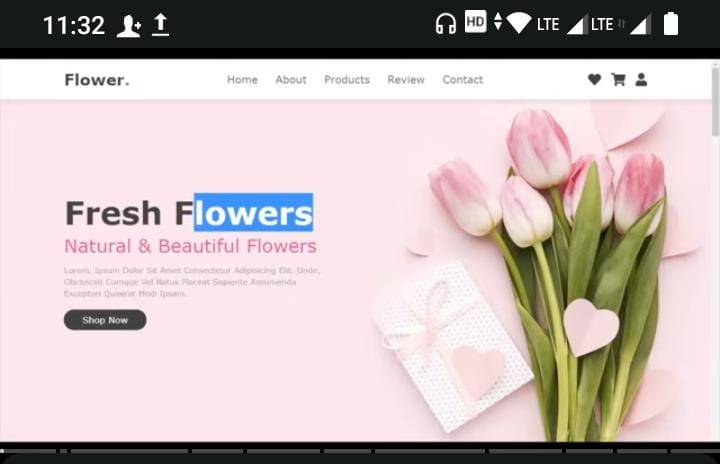 11:32 HD LTE LTE
Flower.
Home About Products Review Contact
Fresh Flowers
Natural & Beautiful Flowers
Lorem, Ipsum Dolor Sit Amet Consectetur Adipisicing Elit. Unde,
Obcaecati Cumque Vel Natus Placeat Sapiente Assumenda
Excepturi Quaerat Modi Ipsam.
Shop Now